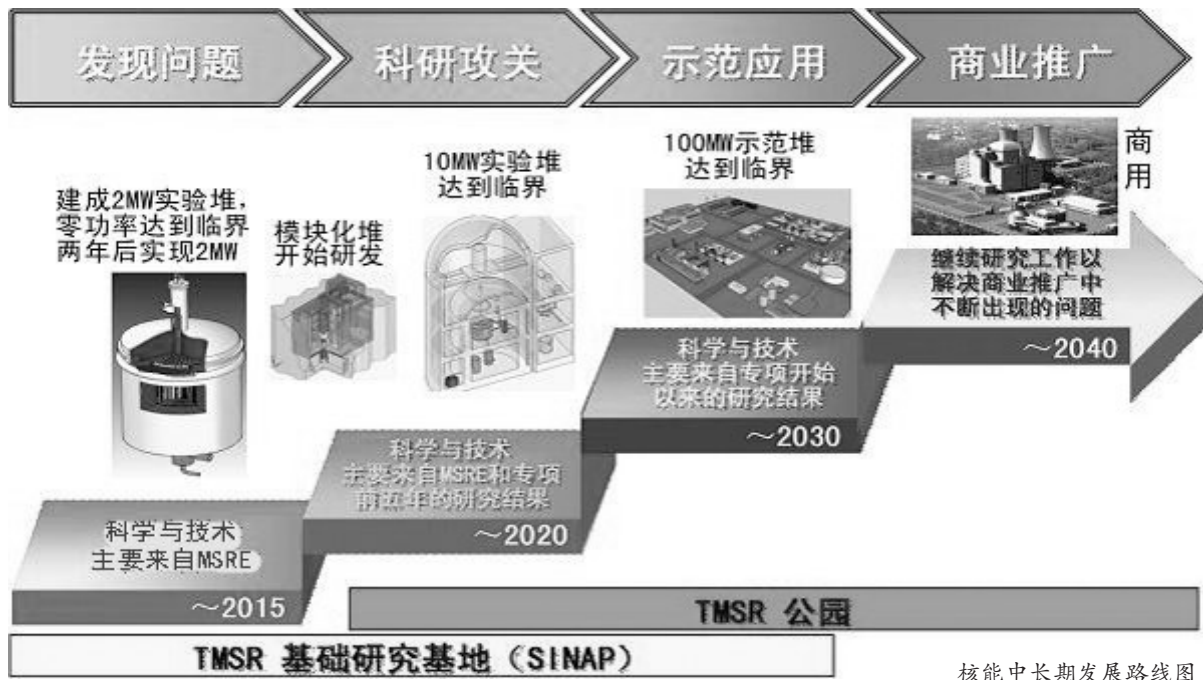 发现问题
科研攻关
示范应用
商业推广
建成2MW实验堆,
零功率达到临界
两年后实现2MW
模块化堆
开始研发
10MW实验堆
达到临界
100MW示范堆
达到临界
商用
继续研究工作以
解决商业推广中
不断出现的问题
～2040
科学与技术
主要来自专项开始
以来的研究结果
～2030
科学与技术
主要来自MSRE和专项
前五年的研究结果
～2020
科学与技术
主要来自MSRE
～2015
TMSR 公园
TMSR 基础研究基地（SINAP）
核能中长期发展路线图